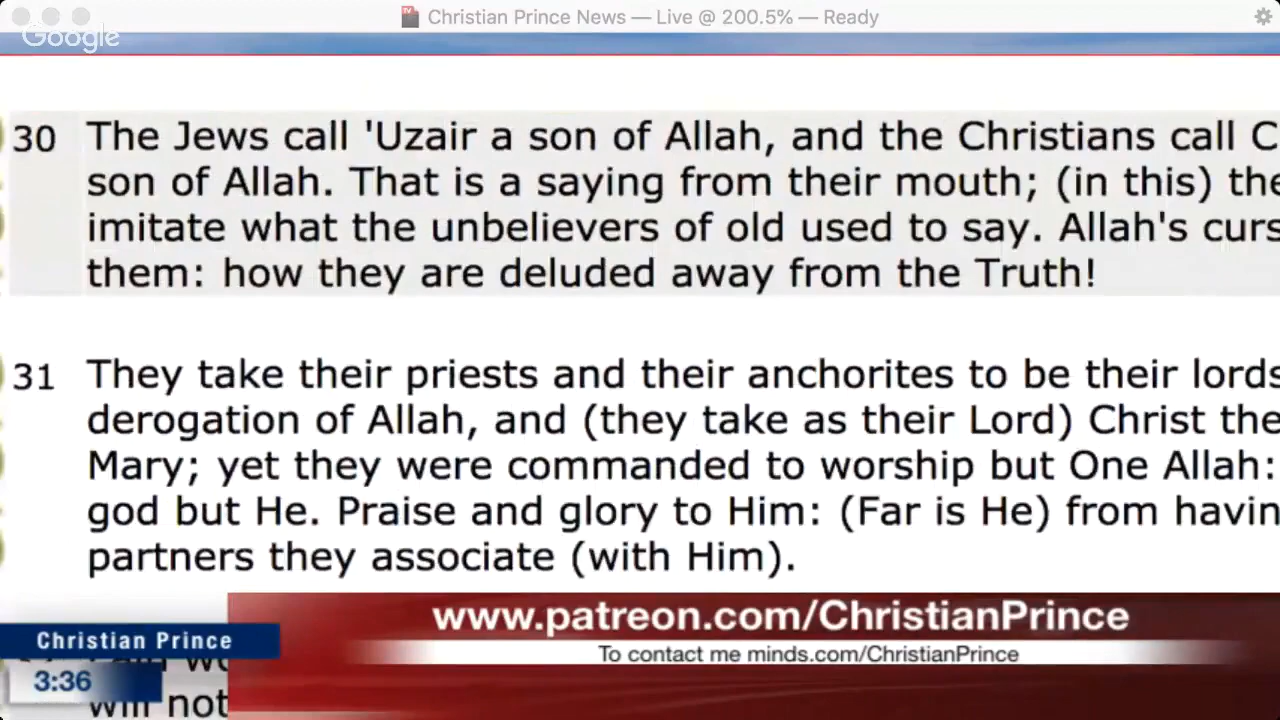 Christian Prince News — Live @ 200.5% — Ready
Google
30 The Jews call 'Uzair a son of Allah, and the Christians call
son of Allah. That is a saying from their mouth; (in this)
imitate what the unbelievers of old used to say. Allah's
them: how they are deluded away from the Truth!
31 They take their priests and their anchorites to be their lords
derogation of Allah, and (they take as their Lord) Christ the
Mary; yet they were commanded to worship but One Allah:
god but He. Praise and glory to Him: (Far is He) from
partners they associate (with Him).
www.patreon.com/ChristianPrince
Christian Prince
To contact me minds.com/ChristianPrince
3:36
will not